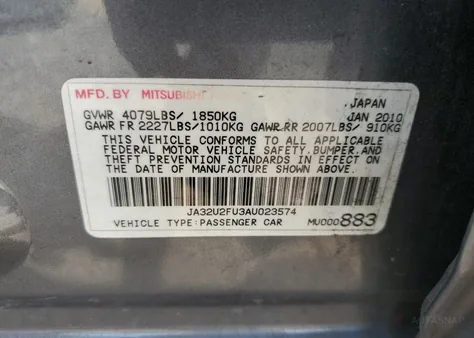 MFD. BY MITSUBISHI
JAPAN
GVWR 4079LBS/ 1850KG JAN 2010
GAWR FR 2227LBS/1010KG GAWR RR 2007LBS/ 910KG
THIS VEHICLE CONFORMS TO ALL APPLICABLE
FEDERAL MOTOR VEHICLE SAFETY,BUMPER,AND
THEFT PREVENTION STANDARDS IN EFFECT ON
THE DATE OF MANUFACTURE SHOWN ABOVE.
JA32U2FU3AU023574
VEHICLE TYPE:PASSENGER CAR MU000883